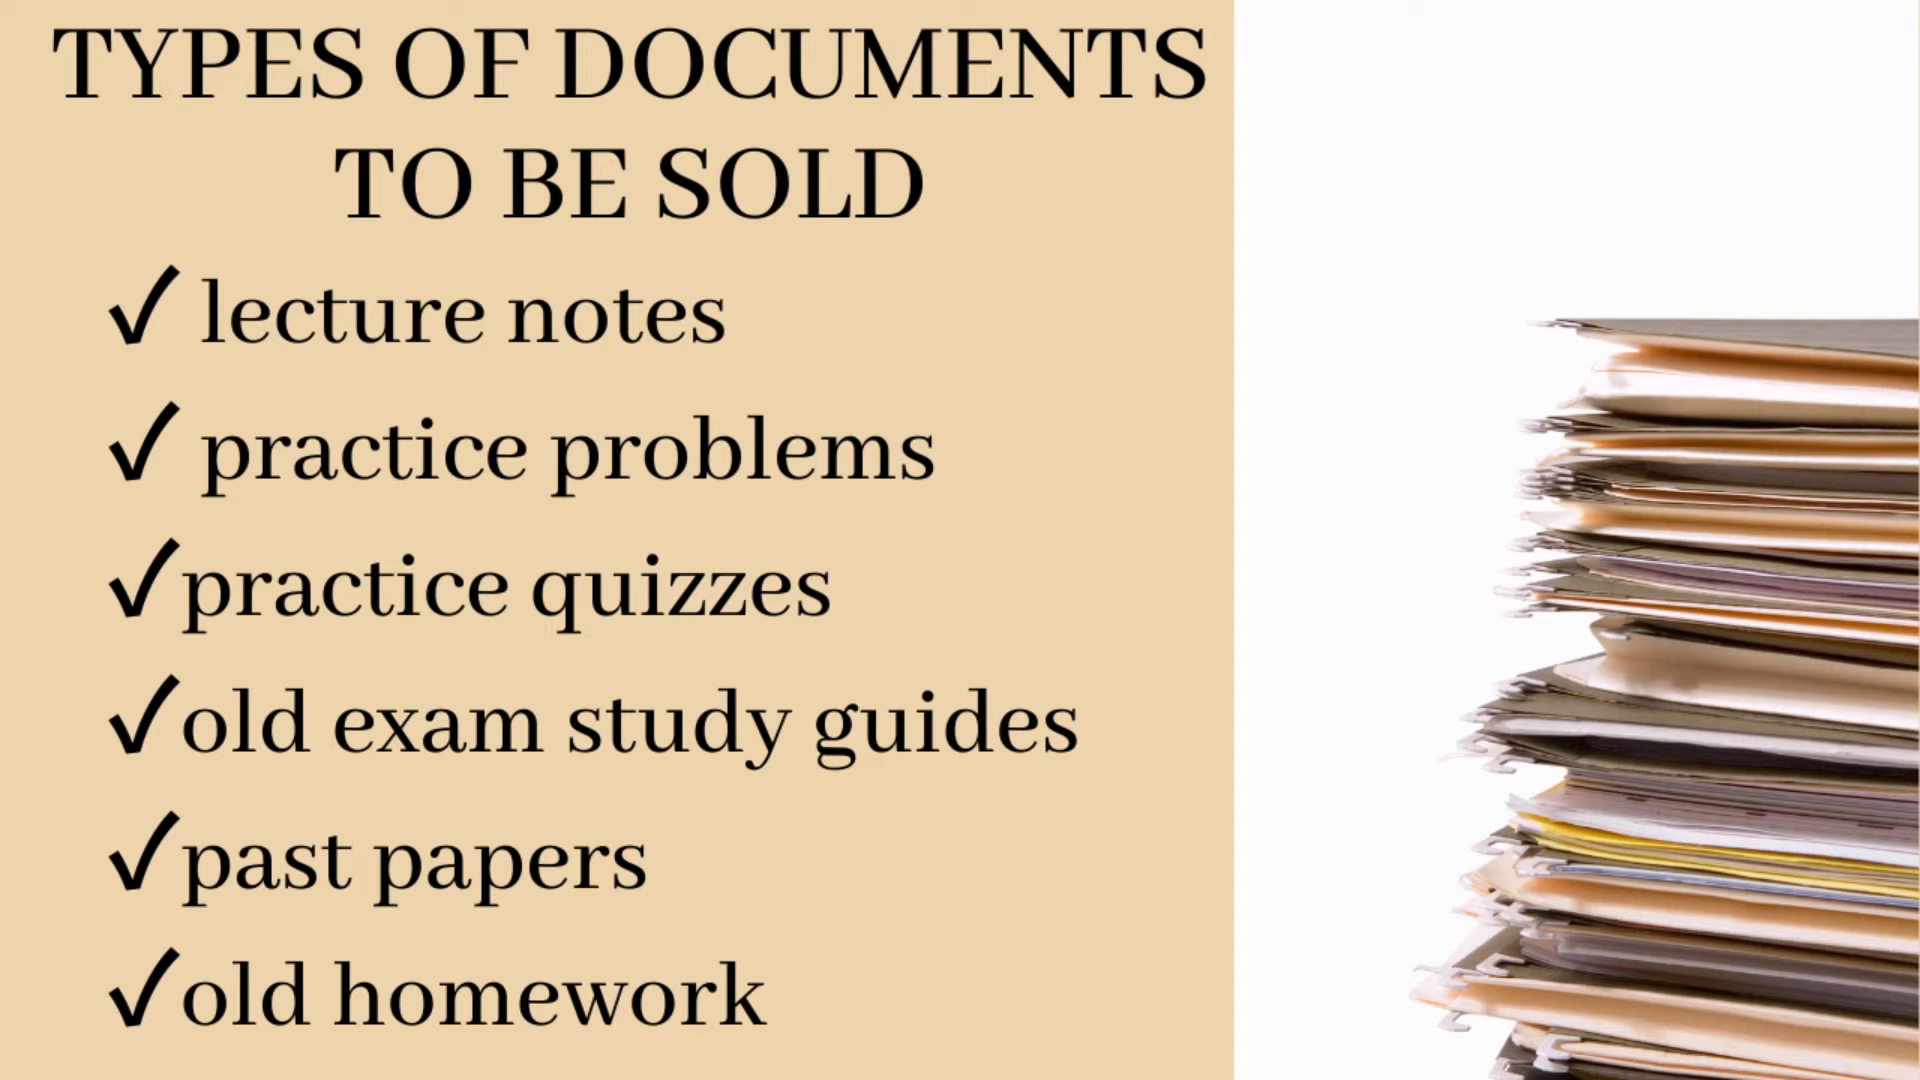 TYPES OF DOCUMENTS
TO BE SOLD
✓ lecture notes
✓ practice problems
✓practice quizzes
✓old exam study guides
✓past papers
✓old homework